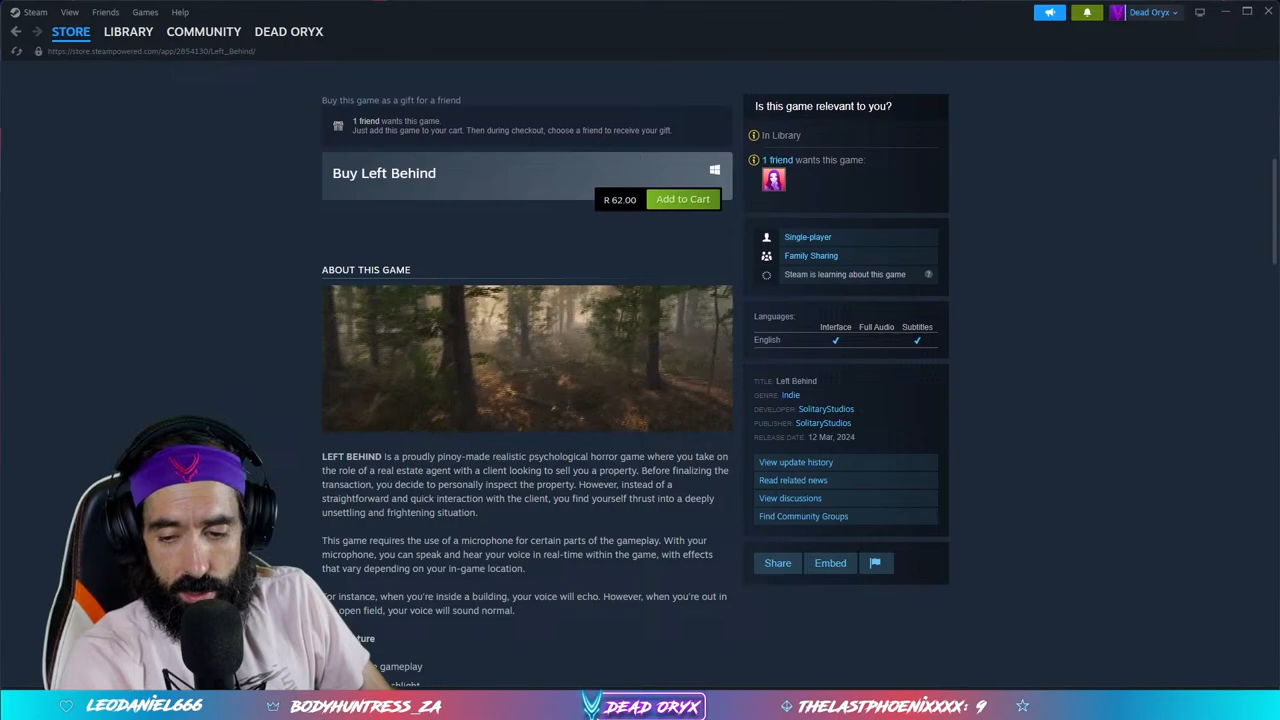 Steam View Friends Games Help
Dead Oryx
STORE LIBRARY COMMUNITY DEAD ORYX
https://store.steampowered.com/app/2854130/Left_Behind/
Buy this game as a gift for a friend
1 friend wants this game.
Just add this game to your cart. Then during checkout, choose a friend to receive your gift.
Buy Left Behind
R 62.00 Add to Cart
ABOUT THIS GAME
LEFT BEHIND is a proudly pinoy-made realistic psychological horror game where you take on
the role of a real estate agent with a client looking to sell you a property. Before finalizing the
transaction, you decide to personally inspect the property. However, instead of a
straightforward and quick interaction with the client, you find yourself thrust into a deeply
unsettling and frightening situation.
This game requires the use of a microphone for certain parts of the gameplay. With your
microphone, you can speak and hear your voice in real-time within the game, with effects
that vary depending on your in-game location.
For instance, when you're inside a building, your voice will echo. However, when you're out in
open field, your voice will sound normal.
gameplay
Is this game relevant to you?
In Library
1 friend wants this game:
Single-player
Family Sharing
Steam is learning about this game ?
Languages:
Interface Full Audio Subtitles
English ✔ ✔
TITLE: Left Behind
GENRE: Indie
DEVELOPER: SolitaryStudios
PUBLISHER: SolitaryStudios
RELEASE DATE: 12 Mar, 2024
View update history
Read related news
View discussions
Find Community Groups
Share Embed
LEODANIEL666 BODYHUNTRESS_ZA DEAD ORYX THELASTPHOENIXXXX: 9